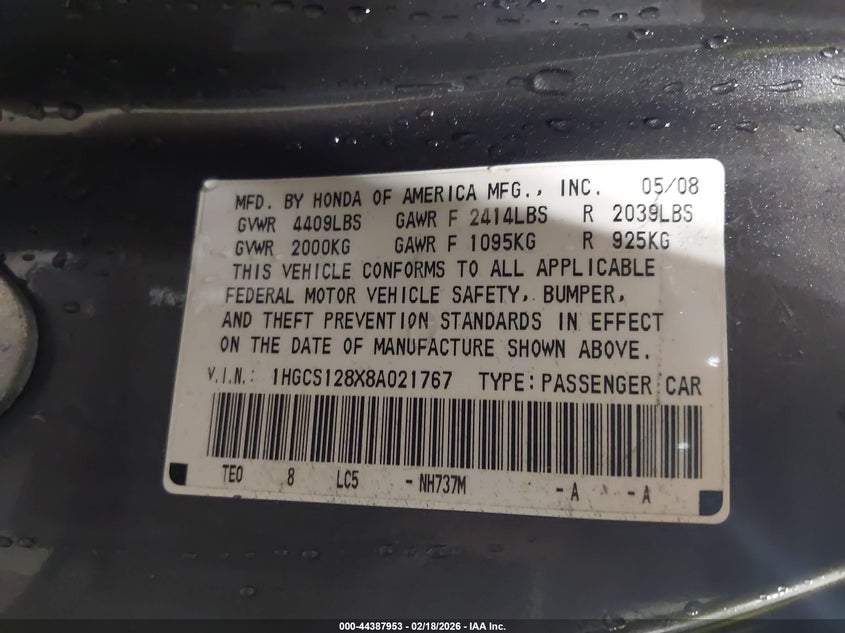 MFD. BY HONDA OF AMERICA MFG., INC. 05/08
GVWR 4409LBS GAWR F 2414LBS R 2039LBS
GVWR 2000KG GAWR F 1095KG R 925KG
THIS VEHICLE CONFORMS TO ALL APPLICABLE
FEDERAL MOTOR VEHICLE SAFETY, BUMPER,
AND THEFT PREVENTION STANDARDS IN EFFECT
ON THE DATE OF MANUFACTURE SHOWN ABOVE.
V.I.N.: 1HGCS128X8A021767 TYPE: PASSENGER CAR
TE0 8 LC5 - NH737M - A - A
000-44387953 - 02/18/2026 - IAA Inc.